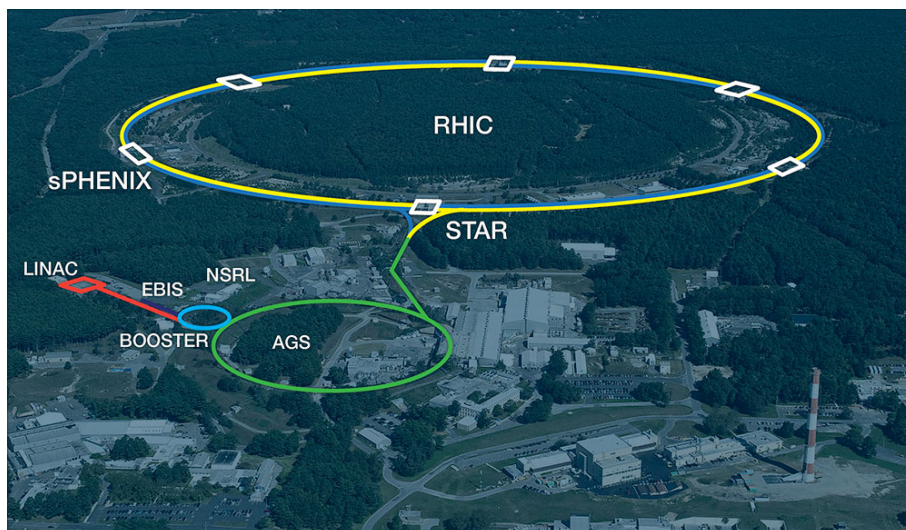 RHIC
sPHENIX
STAR
LINAC
NSRL
EBIS
BOOSTER
AGS